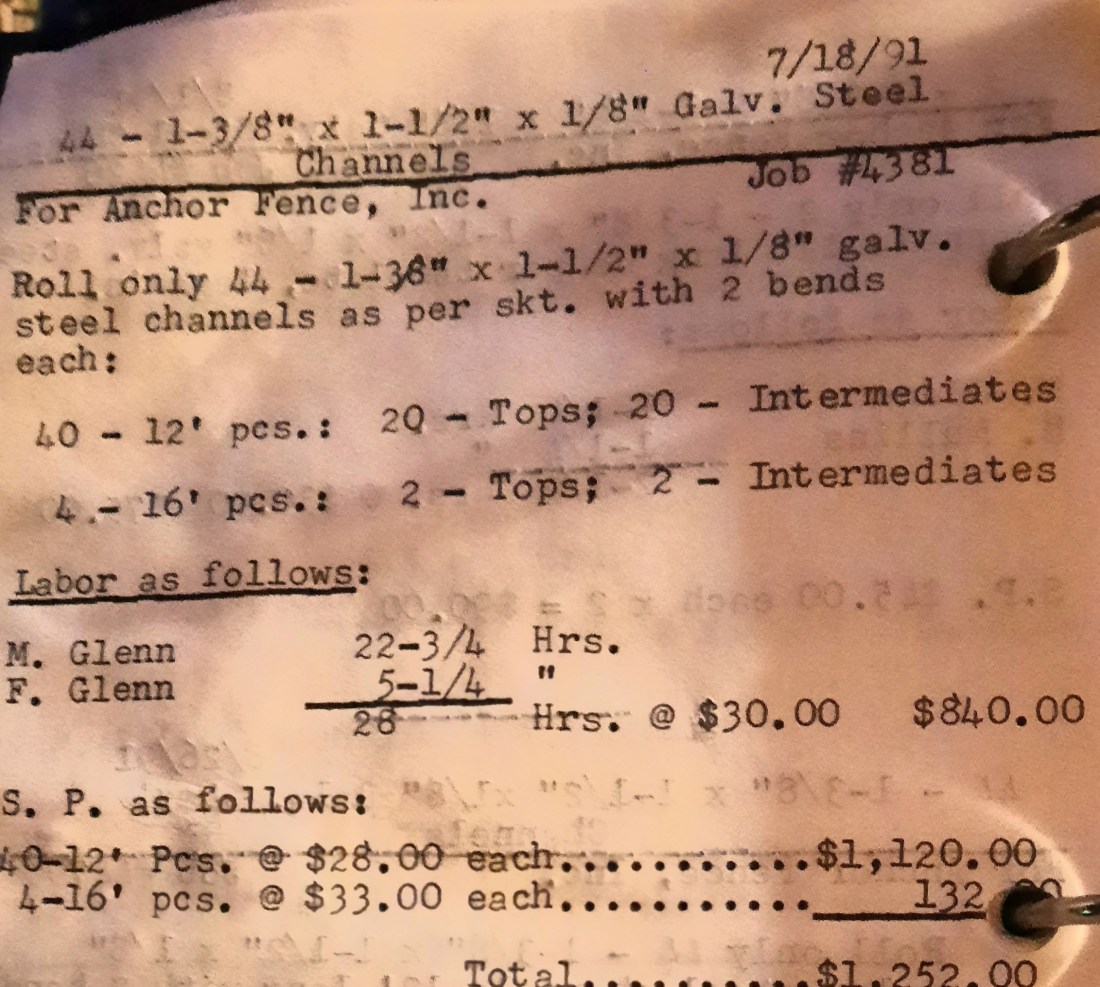 7/18/91
44 - 1-3/8" x 1-1/2" x 1/8" Galv. Steel
Channels
Job #4381
For Anchor Fence, Inc.
Roll only 44 - 1-38" x 1-1/2" x 1/8" galv.
steel channels as per skt. with 2 bends
each:
40 - 12' pcs.: 20 - Tops; 20 - Intermediates
4 - 16' pcs.: 2 - Tops; 2 - Intermediates
Labor as follows:
M. Glenn 22-3/4 Hrs.
F. Glenn 5-1/4 "
28 Hrs. @ $30.00 $840.00
S. P. as follows:
40-12' Pcs. @ $28.00 each...........$1,120.00
4-16' pcs. @ $33.00 each............ 132.00
Total..........$1,252.00